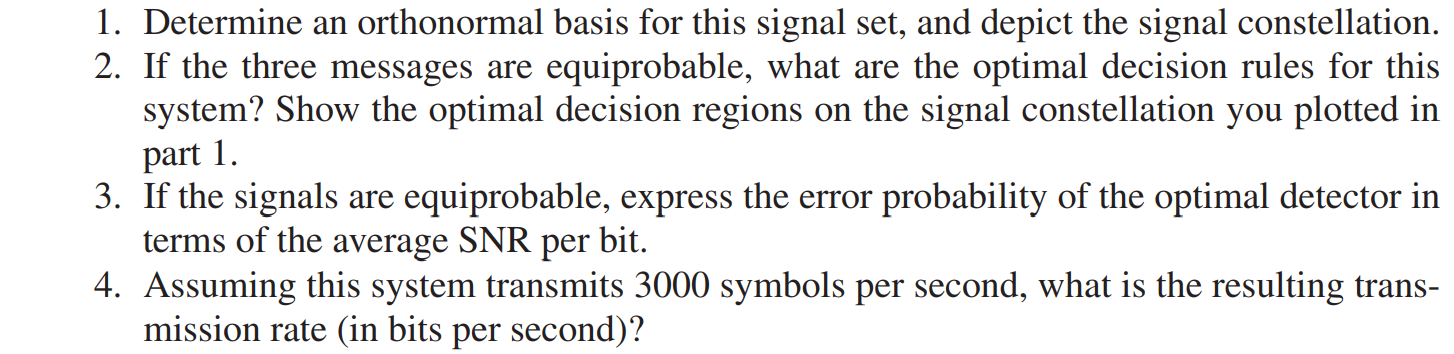 1. Determine an orthonormal basis for this signal set, and depict the signal constellation.
2. If the three messages are equiprobable, what are the optimal decision rules for this
system? Show the optimal decision regions on the signal constellation you plotted in
part 1.
3. If the signals are equiprobable, express the error probability of the optimal detector in
terms of the average SNR per bit.
4. Assuming this system transmits 3000 symbols per second, what is the resulting trans-
mission rate (in bits per second)?